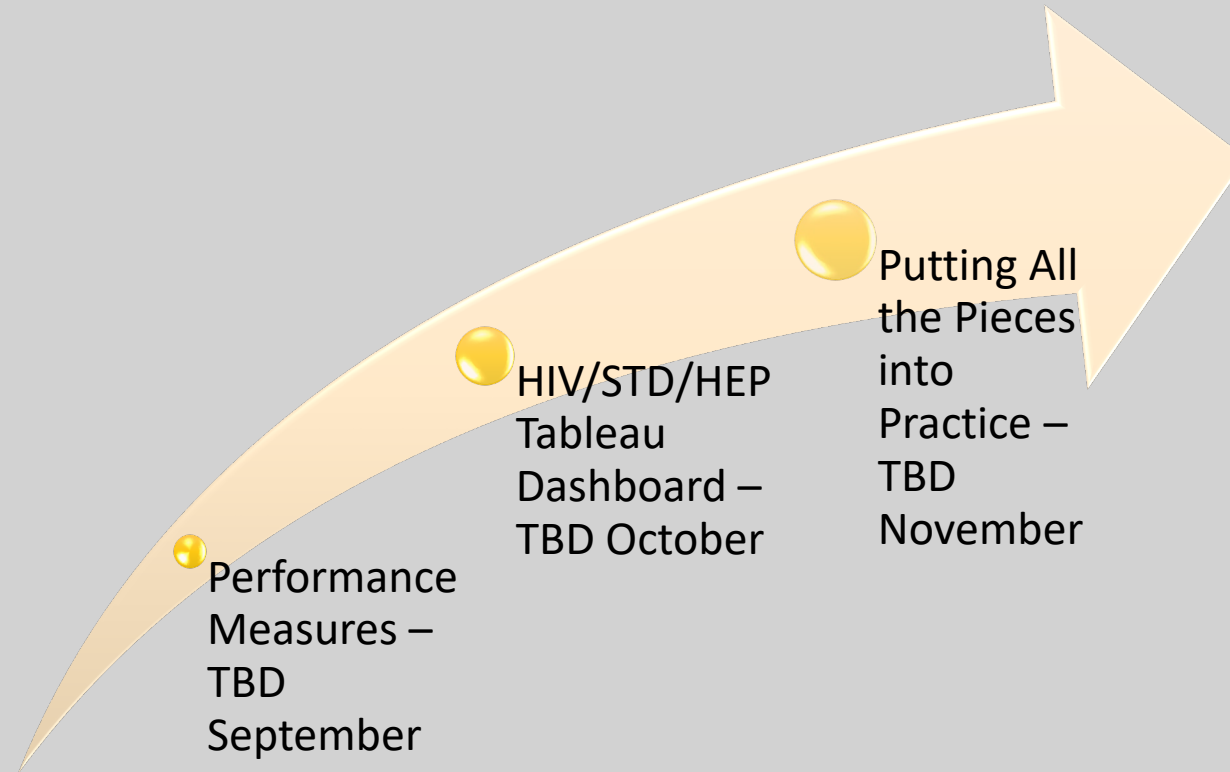 Performance
Measures –
TBD
September
HIV/STD/HEP
Tableau
Dashboard –
TBD October
Putting All
the Pieces
into
Practice –
TBD
November